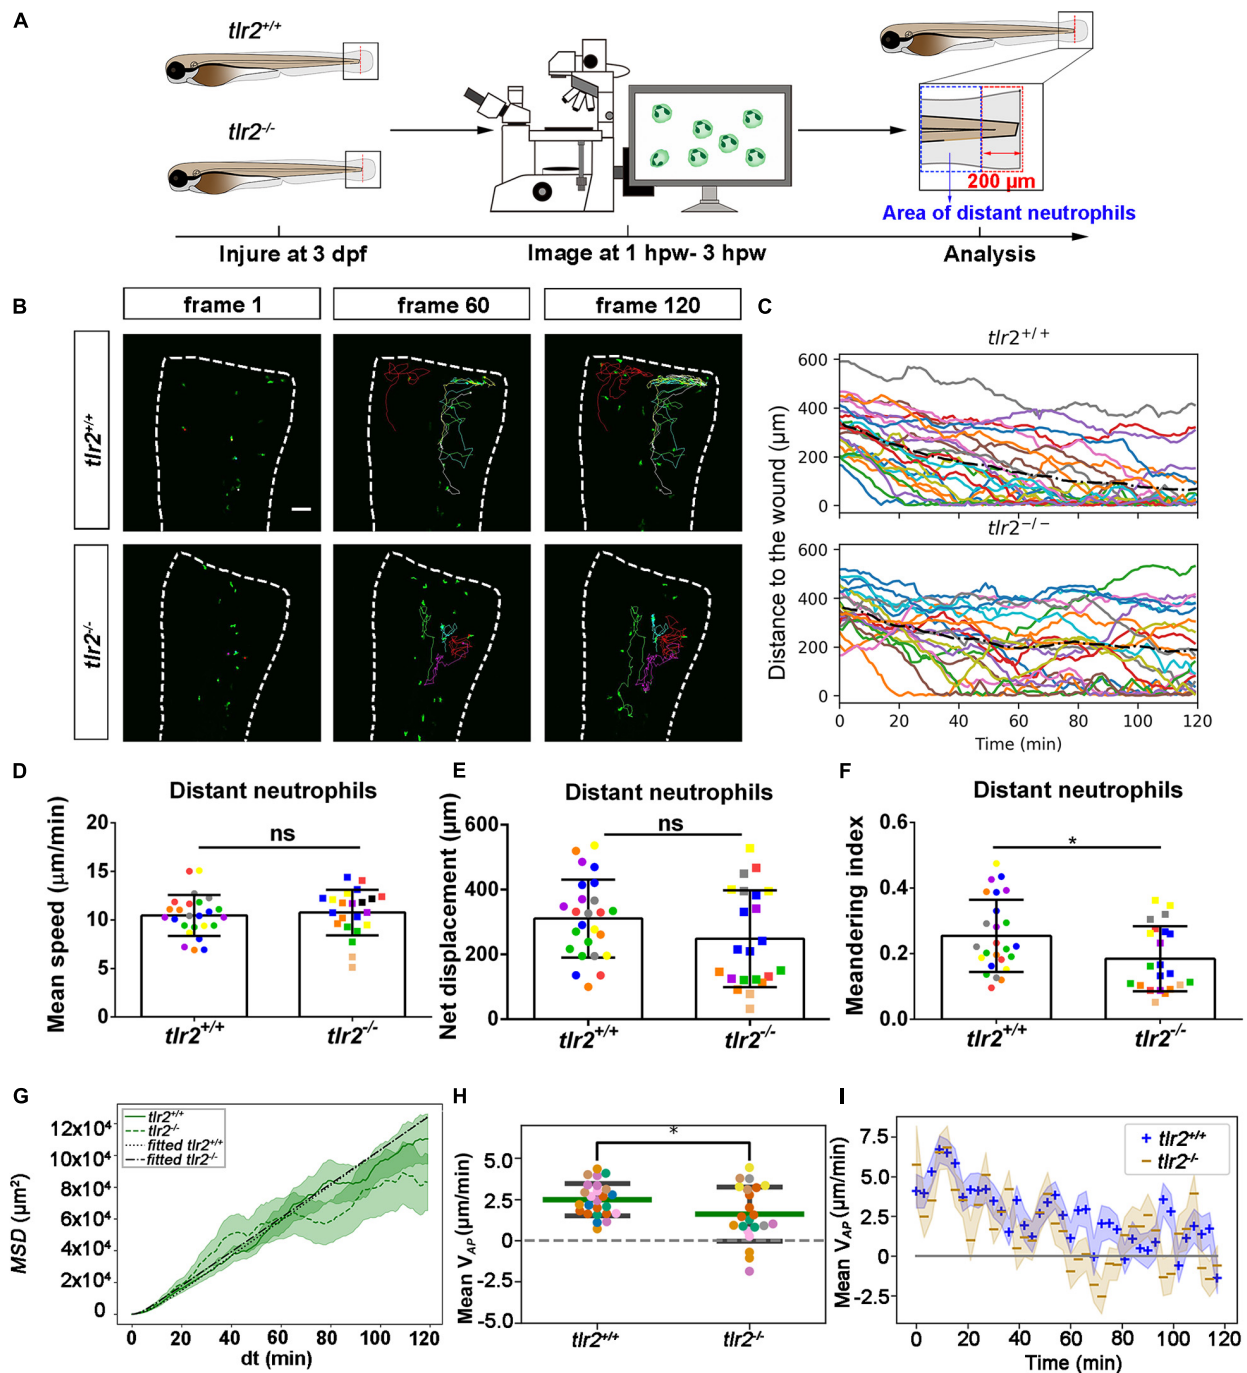 A
tlr2+/+
tlr2-/-
200 µm
Area of distant neutrophils
Injure at 3 dpf
Image at 1 hpw- 3 hpw
Analysis
B
frame 1
frame 60
frame 120
tlr2+/+
tlr2-/-
C
tlr2+/+
600
400
200
0
tlr2−/−
600
400
200
0
Distance to the wound (µm)
0 20 40 60 80 100 120
Time (min)
D
Distant neutrophils
Mean speed (µm/min)
20
15
10
5
0
ns
tlr2+/+
tlr2-/-
E
Distant neutrophils
Net displacement (µm)
600
400
200
0
ns
tlr2+/+
tlr2-/-
F
Distant neutrophils
Meandering index
0.6
0.4
0.2
0.0
*
tlr2+/+
tlr2-/-
G
MSD (µm²)
12x10⁴
10x10⁴
8x10⁴
6x10⁴
4x10⁴
2x10⁴
0
tlr2+/+
tlr2-/-
fitted tlr2+/+
fitted tlr2-/-
0 20 40 60 80 100 120
dt (min)
H
Mean VAP (µm/min)
5.0
2.5
0
-2.5
-5.0
*
tlr2+/+
tlr2-/-
I
Mean VAP (µm/min)
7.5
5.0
2.5
0
-2.5
tlr2+/+
tlr2-/-
0 20 40 60 80 100 120
Time (min)